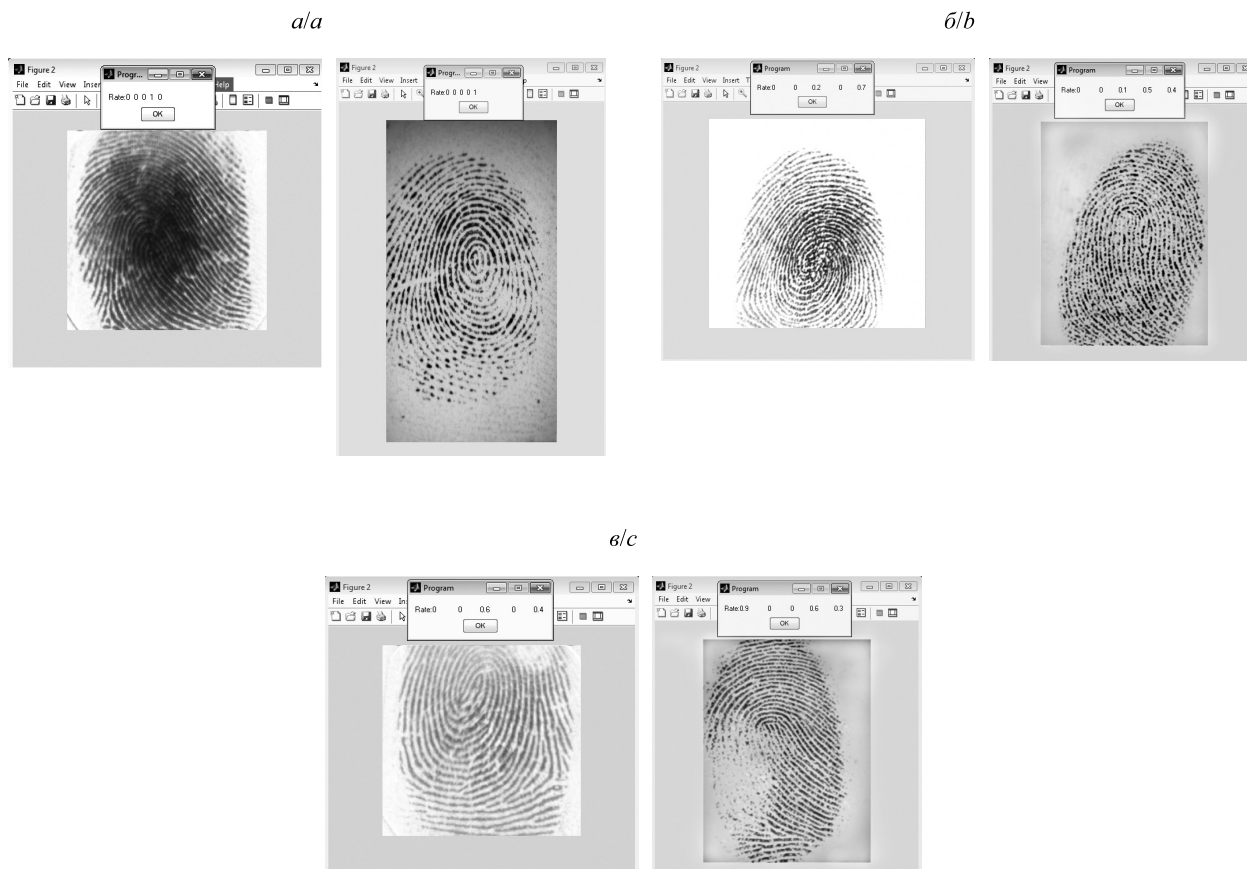 а/a
Figure 2
Progr...
File Edit View Inser
Help
Rate:0 0 0 1 0
OK
Figure 2
Progr...
File Edit View Insert
Rate:0 0 0 0 1
OK
б/b
Figure 2
Program
File Edit View Insert T
Rate:0 0 0.2 0 0.7
OK
Figure 2
Program
File Edit View
Rate:0 0 0.1 0.5 0.4
OK
в/c
Figure 2
Program
File Edit View Ins
Rate:0 0 0.6 0 0.4
OK
Figure 2
Program
File Edit View
Rate:0.9 0 0 0.6 0.3
OK